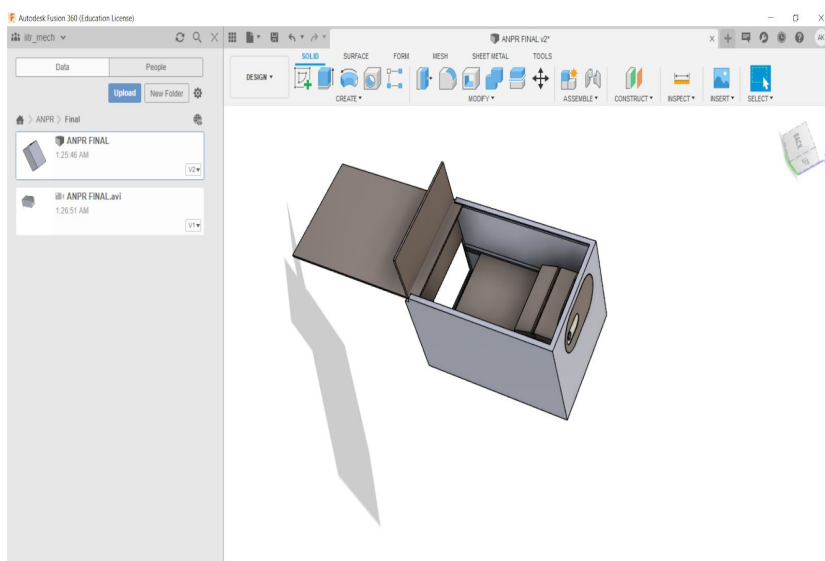 Autodesk Fusion 360 (Education License)
iitr_mech
ANPR FINAL v2*
AK
Data People
SOLID SURFACE FORM MESH SHEET METAL TOOLS
DESIGN
Upload New Folder
CREATE MODIFY ASSEMBLE CONSTRUCT INSPECT INSERT SELECT
ANPR > Final
ANPR FINAL
1:25:46 AM
V2
BACK
ANPR FINAL.avi
1:26:51 AM
V1